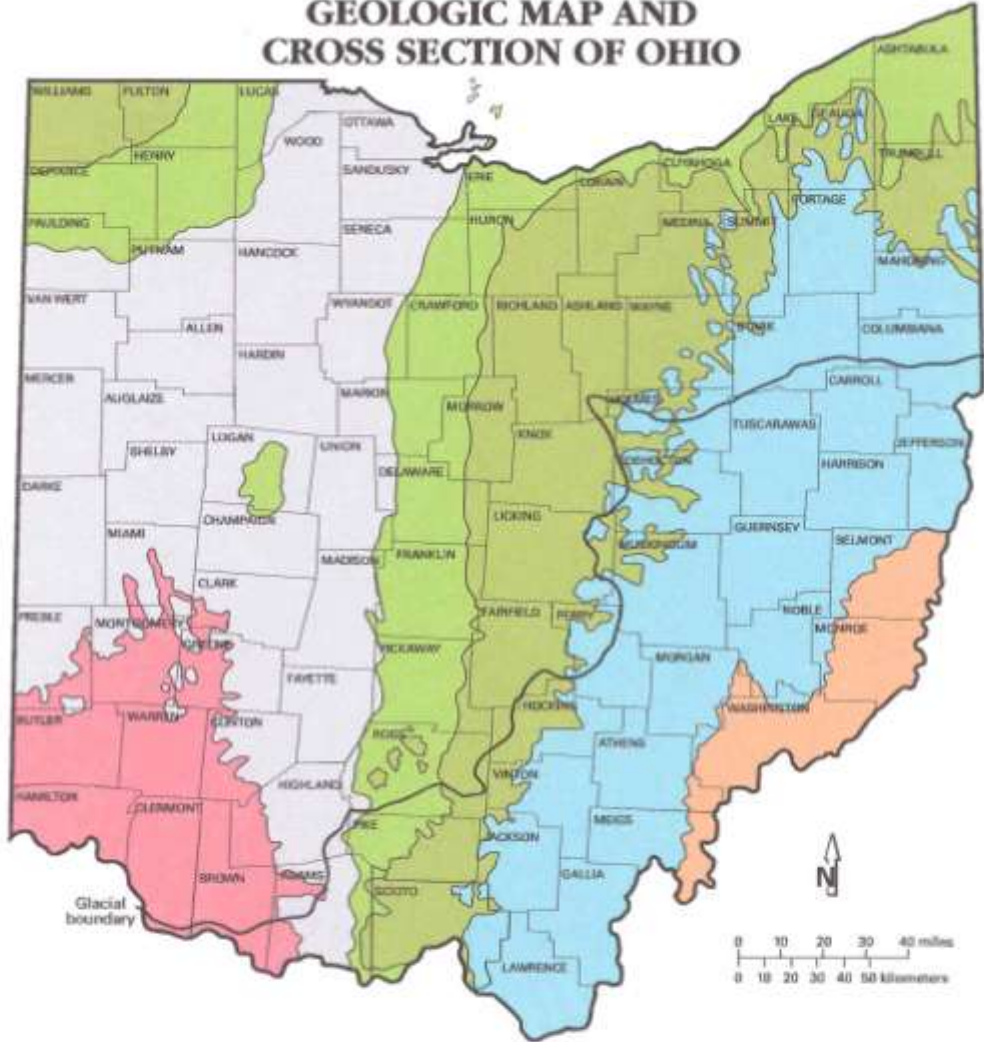 GEOLOGIC MAP AND
CROSS SECTION OF OHIO
ASHTABULA
WILLIAMS
FULTON
LUCAS
OTTAWA
WOOD
LAKE
GEAUGA
HENRY
SANDUSKY
ERIE
LORAIN
CUYAHOGA
TRUMBULL
DEFIANCE
PAULDING
SENECA
HURON
MEDINA
SUMMIT
PORTAGE
PUTNAM
HANCOCK
MAHONING
VAN WERT
WYANDOT
CRAWFORD
RICHLAND
ASHLAND
WAYNE
ALLEN
STARK
COLUMBIANA
HARDIN
MERCER
AUGLAIZE
MARION
MORROW
HOLMES
CARROLL
LOGAN
UNION
KNOX
TUSCARAWAS
JEFFERSON
SHELBY
DELAWARE
COSHOCTON
HARRISON
DARKE
CHAMPAIGN
LICKING
GUERNSEY
BELMONT
MIAMI
MADISON
FRANKLIN
MUSKINGUM
CLARK
PREBLE
MONTGOMERY
GREENE
FAIRFIELD
PERRY
NOBLE
MONROE
PICKAWAY
MORGAN
FAYETTE
HOCKING
WASHINGTON
BUTLER
WARREN
CLINTON
ROSS
ATHENS
HIGHLAND
VINTON
HAMILTON
CLERMONT
PIKE
JACKSON
MEIGS
BROWN
ADAMS
SCIOTO
GALLIA
N
Glacial
boundary
LAWRENCE
0 10 20 30 40 miles
0 10 20 30 40 50 kilometers